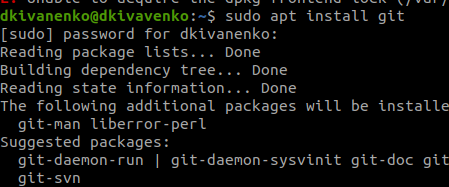 E: Unable to acquire the dpkg frontend lock (/var/
dkivanenko@dkivavenko:~$ sudo apt install git
[sudo] password for dkivanenko:
Reading package lists... Done
Building dependency tree... Done
Reading state information... Done
The following additional packages will be installe
  git-man liberror-perl
Suggested packages:
  git-daemon-run | git-daemon-sysvinit git-doc git
  git-svn